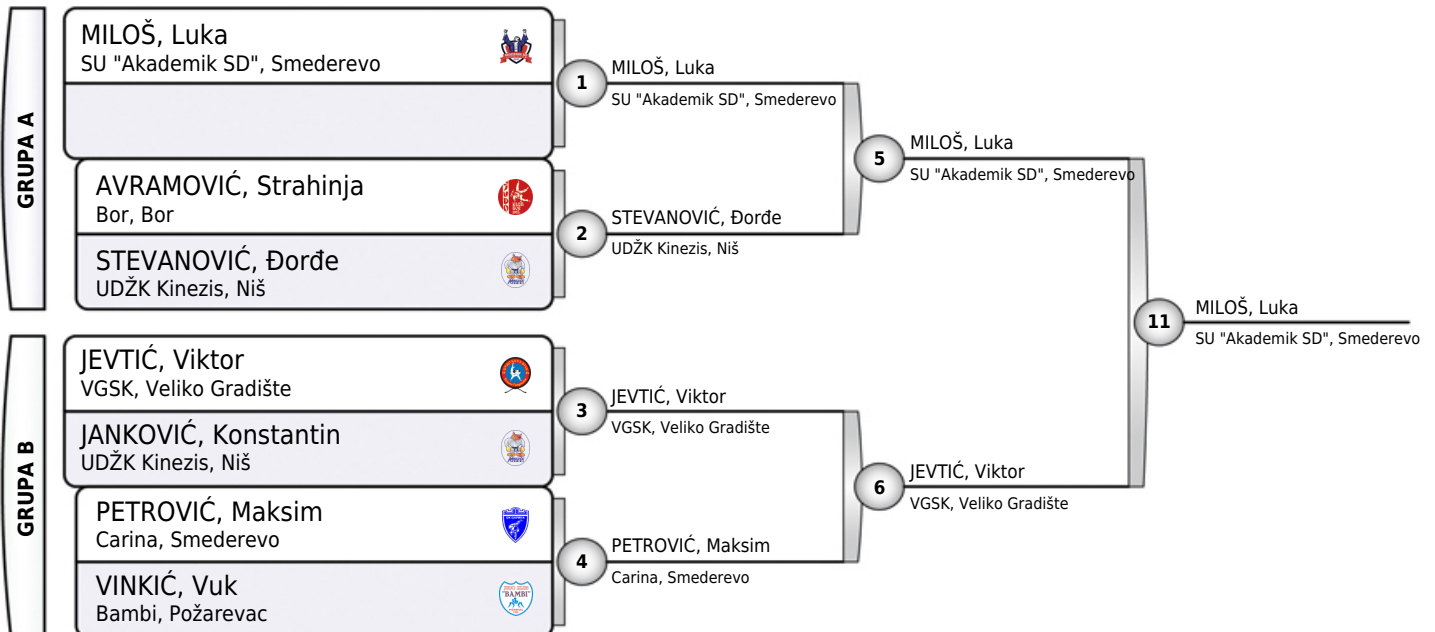 GRUPA A
MILOŠ, Luka
SU "Akademik SD", Smederevo
AVRAMOVIĆ, Strahinja
Bor, Bor
STEVANOVIĆ, Đorđe
UDŽK Kinezis, Niš
1
MILOŠ, Luka
SU "Akademik SD", Smederevo
2
STEVANOVIĆ, Đorđe
UDŽK Kinezis, Niš
5
MILOŠ, Luka
SU "Akademik SD", Smederevo
GRUPA B
JEVTIĆ, Viktor
VGSK, Veliko Gradište
JANKOVIĆ, Konstantin
UDŽK Kinezis, Niš
PETROVIĆ, Maksim
Carina, Smederevo
VINKIĆ, Vuk
Bambi, Požarevac
"BAMBI"
3
JEVTIĆ, Viktor
VGSK, Veliko Gradište
4
PETROVIĆ, Maksim
Carina, Smederevo
6
JEVTIĆ, Viktor
VGSK, Veliko Gradište
11
MILOŠ, Luka
SU "Akademik SD", Smederevo